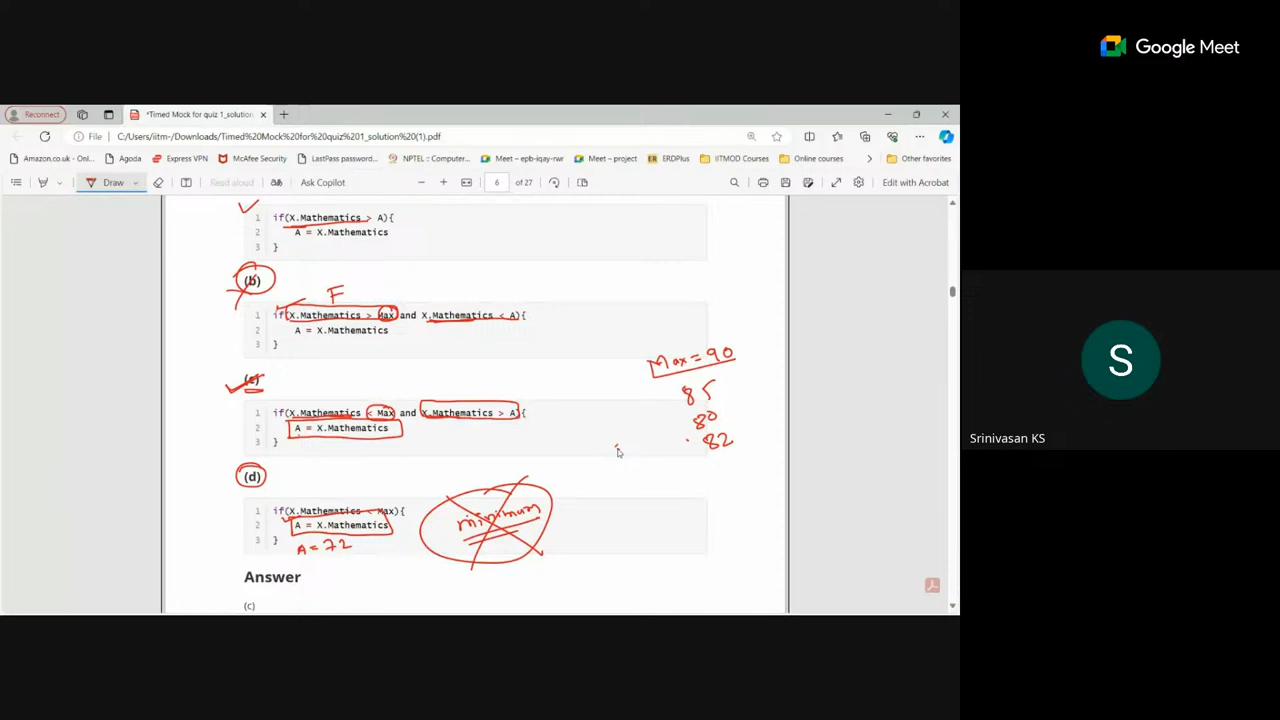 Google Meet
Reconnect
*Timed Mock for quiz 1_solution
File
C:/Users/iitm-/Downloads/Timed%20Mock%20for%20quiz%201_solution%20(1).pdf
Amazon.co.uk - Onl...
Agoda
Express VPN
McAfee Security
LastPass password...
NPTEL :: Computer...
Meet – epb-iqay-rwr
Meet – project
ERDPlus
IITMOD Courses
Online courses
Other favorites
Draw
Read aloud
Ask Copilot
6 of 27
Edit with Acrobat
1 if(X.Mathematics > A){
2 A = X.Mathematics
3 }
(b)
F
1 if(X.Mathematics > Max and X.Mathematics < A){
2 A = X.Mathematics
3 }
Max = 90
85
80
82
(c)
1 if(X.Mathematics < Max and X.Mathematics > A){
2 A = X.Mathematics
3 }
(d)
1 if(X.Mathematics < Max){
2 A = X.Mathematics
3 }
A = 72
minimum
Answer
(c)
S
Srinivasan KS